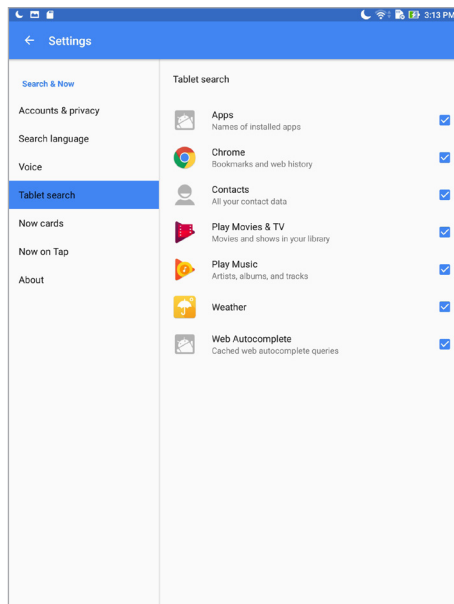 3:13 PM
Settings
Search & Now
Accounts & privacy
Search language
Voice
Tablet search
Now cards
Now on Tap
About
Tablet search
Apps
Names of installed apps
Chrome
Bookmarks and web history
Contacts
All your contact data
Play Movies & TV
Movies and shows in your library
Play Music
Artists, albums, and tracks
Weather
Web Autocomplete
Cached web autocomplete queries